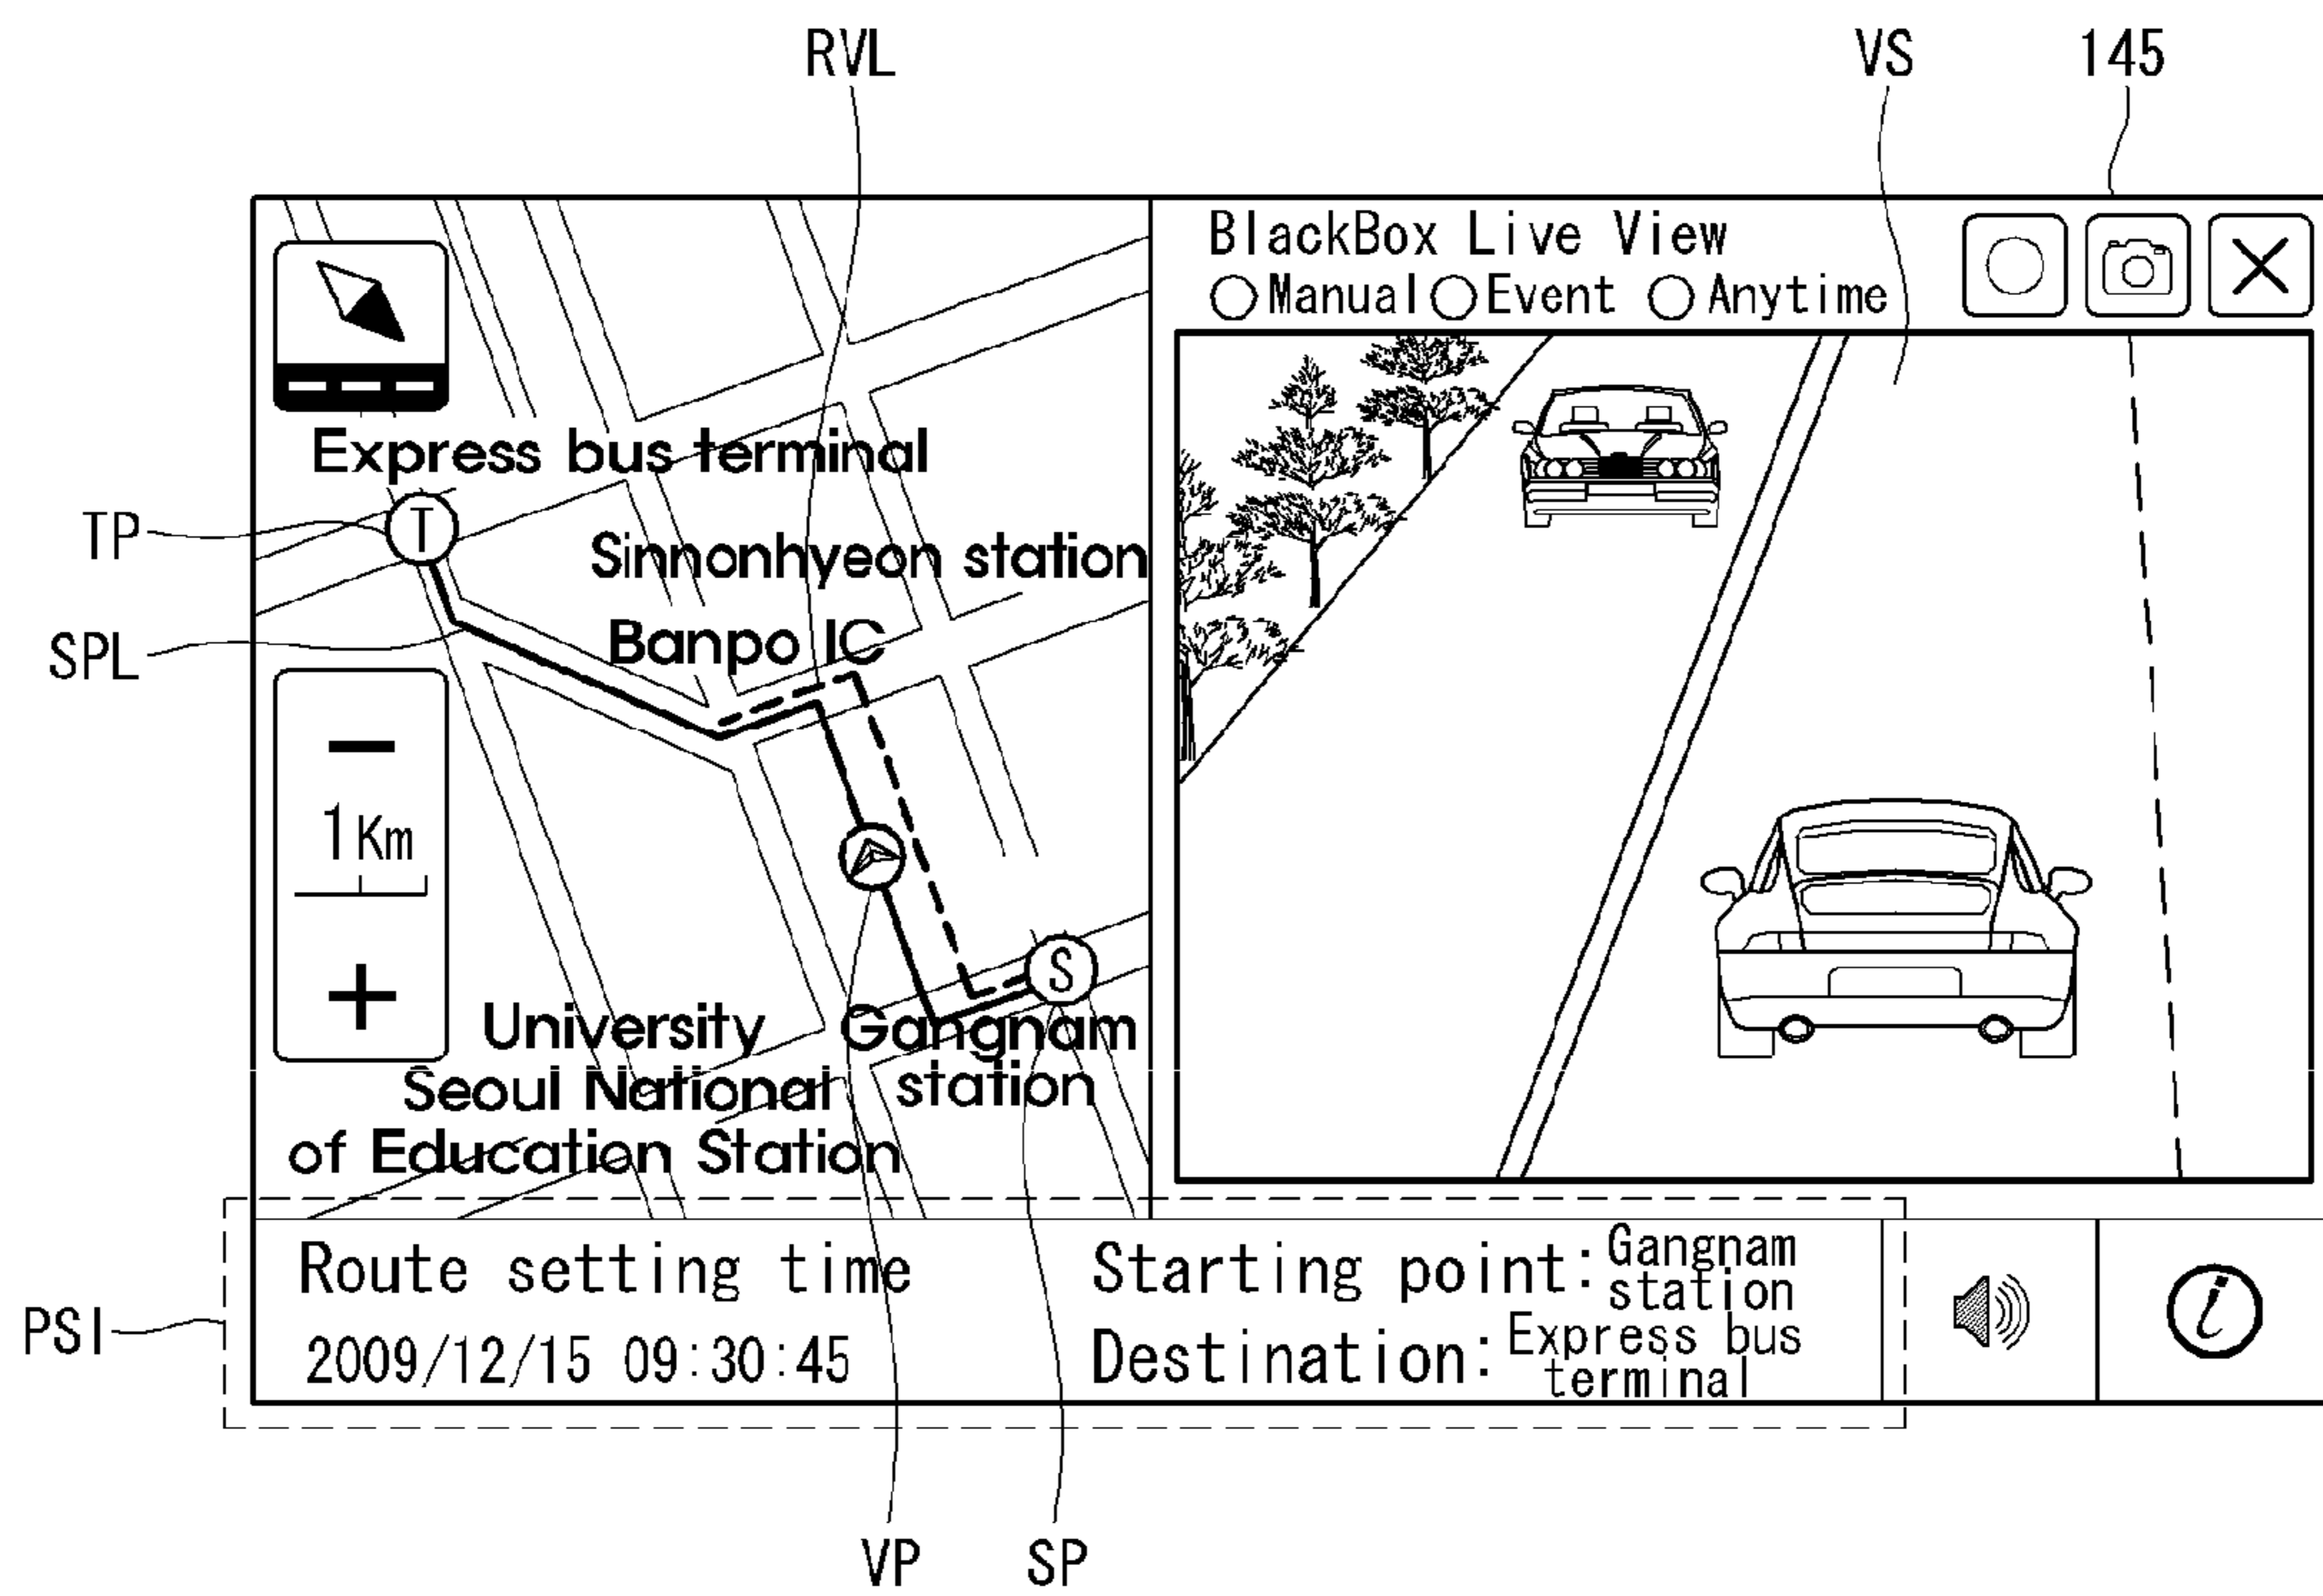 RVL
VS
145
BlackBox Live View
Manual Event Anytime
Express bus terminal
TP
T
Sinnonhyeon station
SPL
Banpo IC
1Km
S
University
Seoul National
of Education Station
Gangnam
station
PSI
Route setting time
2009/12/15 09:30:45
Starting point: Gangnam
station
Destination: Express bus
terminal
i
VP
SP